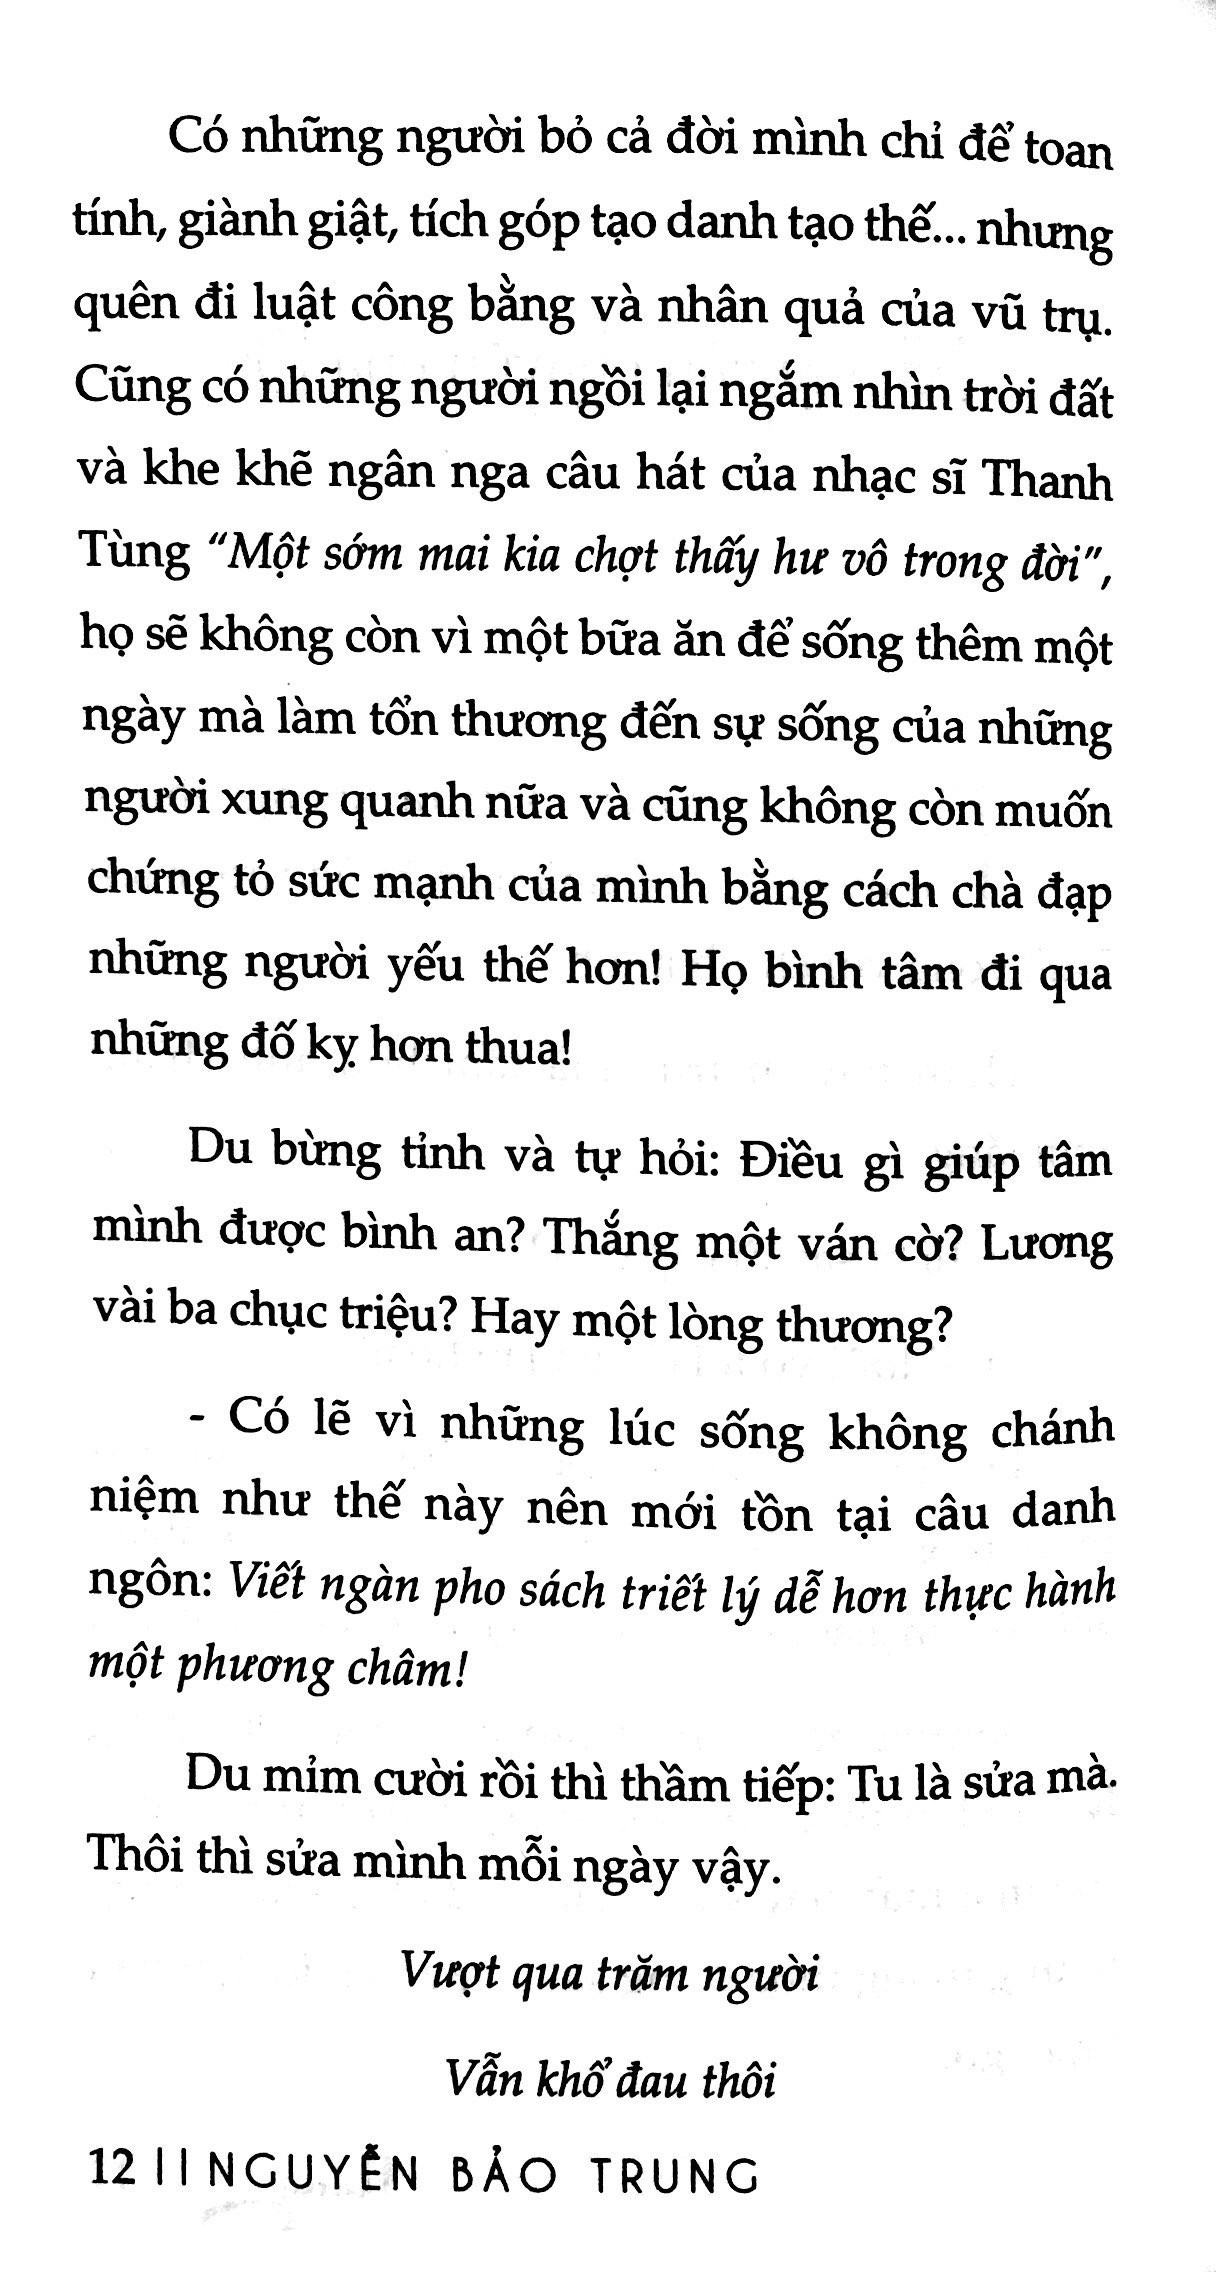 Có những người bỏ cả đời mình chỉ để toan
tính, giành giật, tích góp tạo danh tạo thế... nhưng
quên đi luật công bằng và nhân quả của vũ trụ.
Cũng có những người ngồi lại ngắm nhìn trời đất
và khe khẽ ngân nga câu hát của nhạc sĩ Thanh
Tùng "Một sớm mai kia chợt thấy hư vô trong đời",
họ sẽ không còn vì một bữa ăn để sống thêm một
ngày mà làm tổn thương đến sự sống của những
người xung quanh nữa và cũng không còn muốn
chứng tỏ sức mạnh của mình bằng cách chà đạp
những người yếu thế hơn! Họ bình tâm đi qua
những đố kỵ hơn thua!
Du bừng tỉnh và tự hỏi: Điều gì giúp tâm
mình được bình an? Thắng một ván cờ? Lương
vài ba chục triệu? Hay một lòng thương?
- Có lẽ vì những lúc sống không chánh
niệm như thế này nên mới tồn tại câu danh
ngôn: Viết ngàn pho sách triết lý dễ hơn thực hành
một phương châm!
Du mỉm cười rồi thì thầm tiếp: Tu là sửa mà.
Thôi thì sửa mình mỗi ngày vậy.
Vượt qua trăm người
Vẫn khổ đau thôi
12 || NGUYỄN BẢO TRUNG